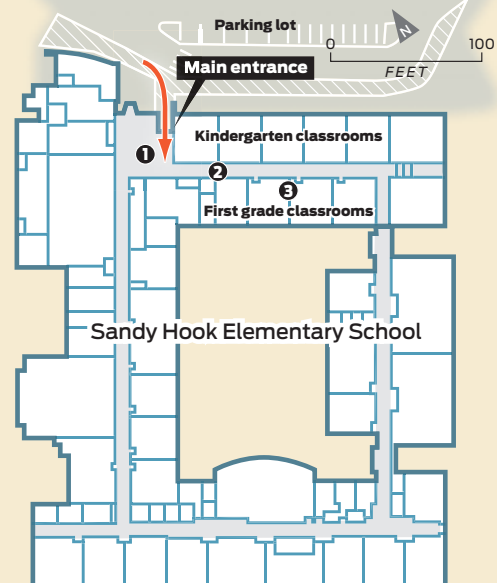 Parking lot
N
0 100
FEET
Main entrance
Kindergarten classrooms
1
2
3
First grade classrooms
Sandy Hook Elementary School